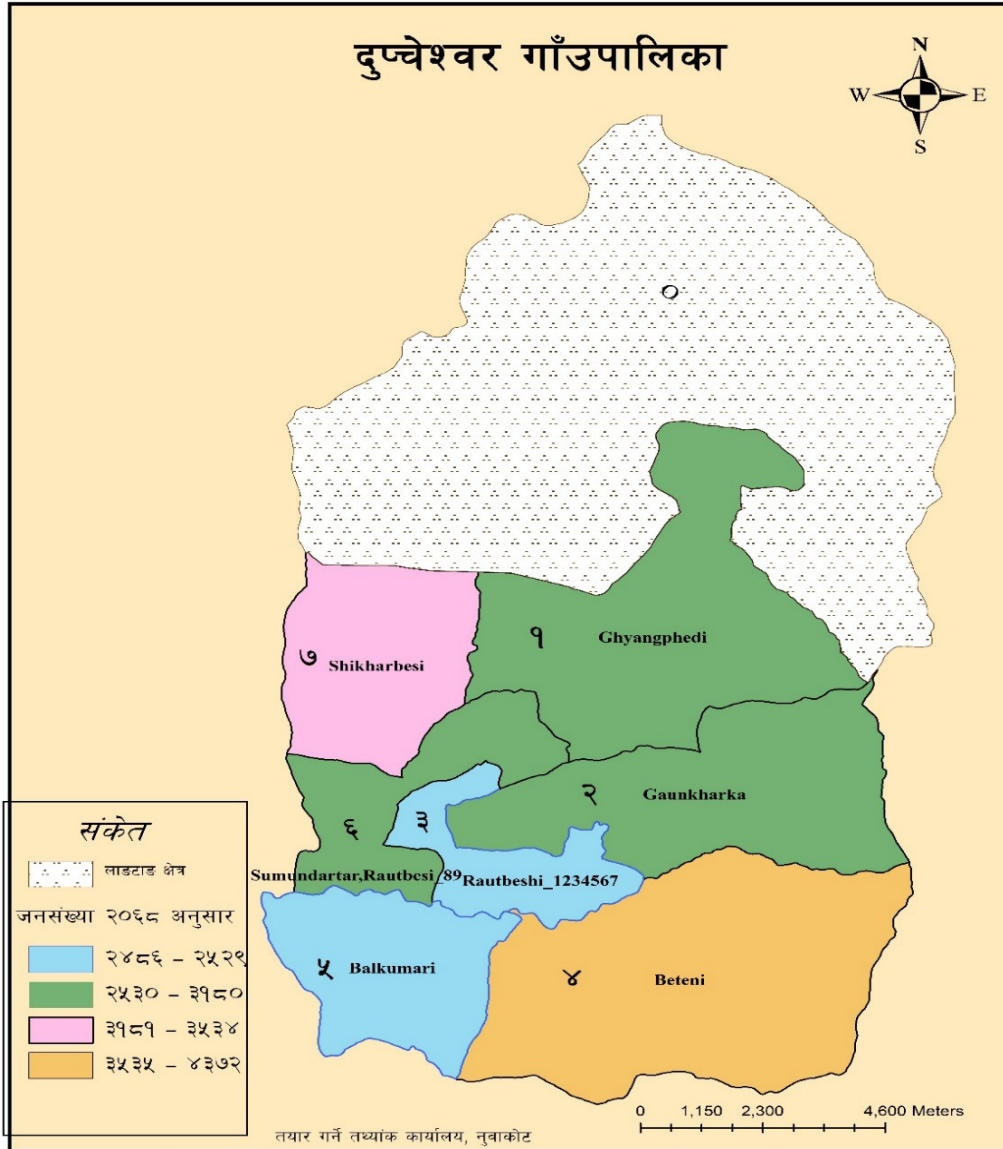 दुप्चेश्वर गाँउपालिका
N
W E
S
०
१ Ghyangphedi
७ Shikharbesi
२ Gaunkharka
३
६
Sumundartar,Rautbesi_89
Rautbeshi_1234567
५ Balkumari
४ Beteni
संकेत
लाडटाड क्षेत्र
जनसंख्या २०६८ अनुसार
२४८६ – २५२९
२५३० – ३१८०
३१८१ – ३५३४
३५३५ – ४३७२
0 1,150 2,300 4,600 Meters
तयार गर्ने तथ्यांक कार्यालय, नुवाकोट